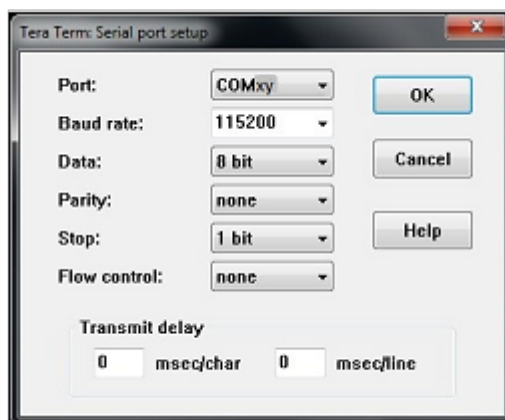 Tera Term: Serial port setup
Port: COMxy
OK
Baud rate: 115200
Data: 8 bit
Cancel
Parity: none
Stop: 1 bit
Help
Flow control: none
Transmit delay
0 msec/char 0 msec/line